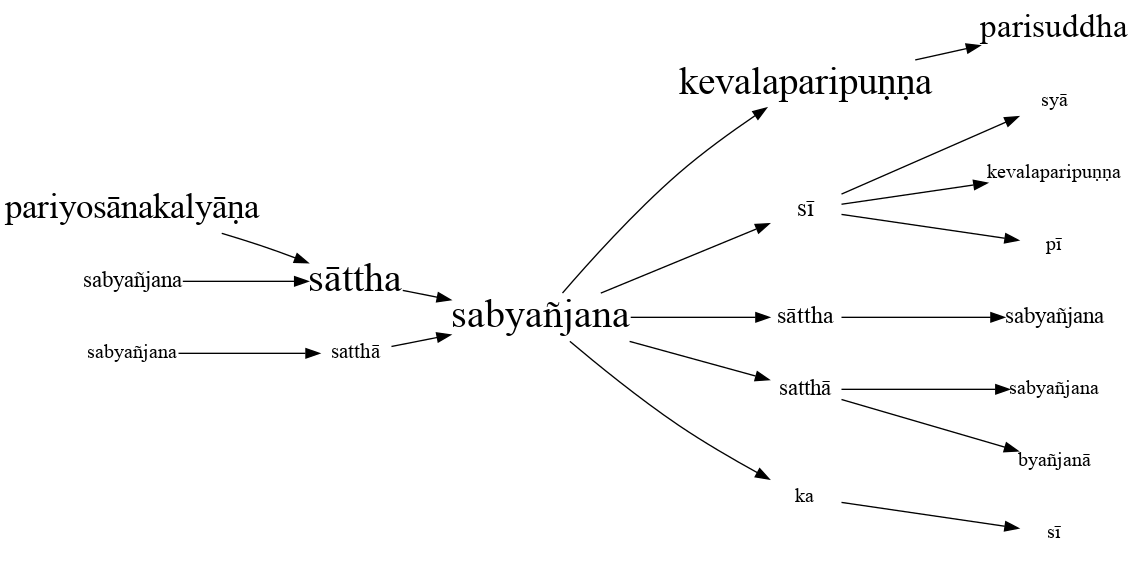 parisuddha
kevalaparipuṇṇa
syā
kevalaparipuṇṇa
pariyosānakalyāṇa
sī
pī
sabyañjana
sāttha
sabyañjana
sāttha
sabyañjana
sabyañjana
satthā
satthā
sabyañjana
byañjanā
ka
sī